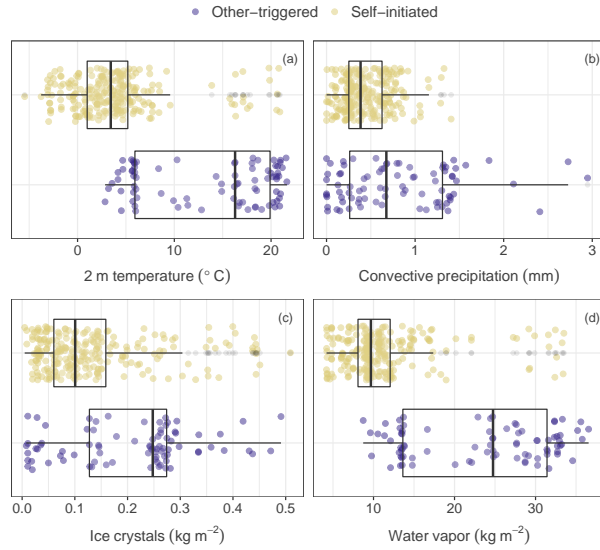 Other−triggered Self−initiated
(a) (b)
0 10 20 0 1 2 3
2 m temperature (° C) Convective precipitation (mm)
(c) (d)
0.0 0.1 0.2 0.3 0.4 0.5 10 20 30
Ice crystals (kg m⁻²) Water vapor (kg m⁻²)